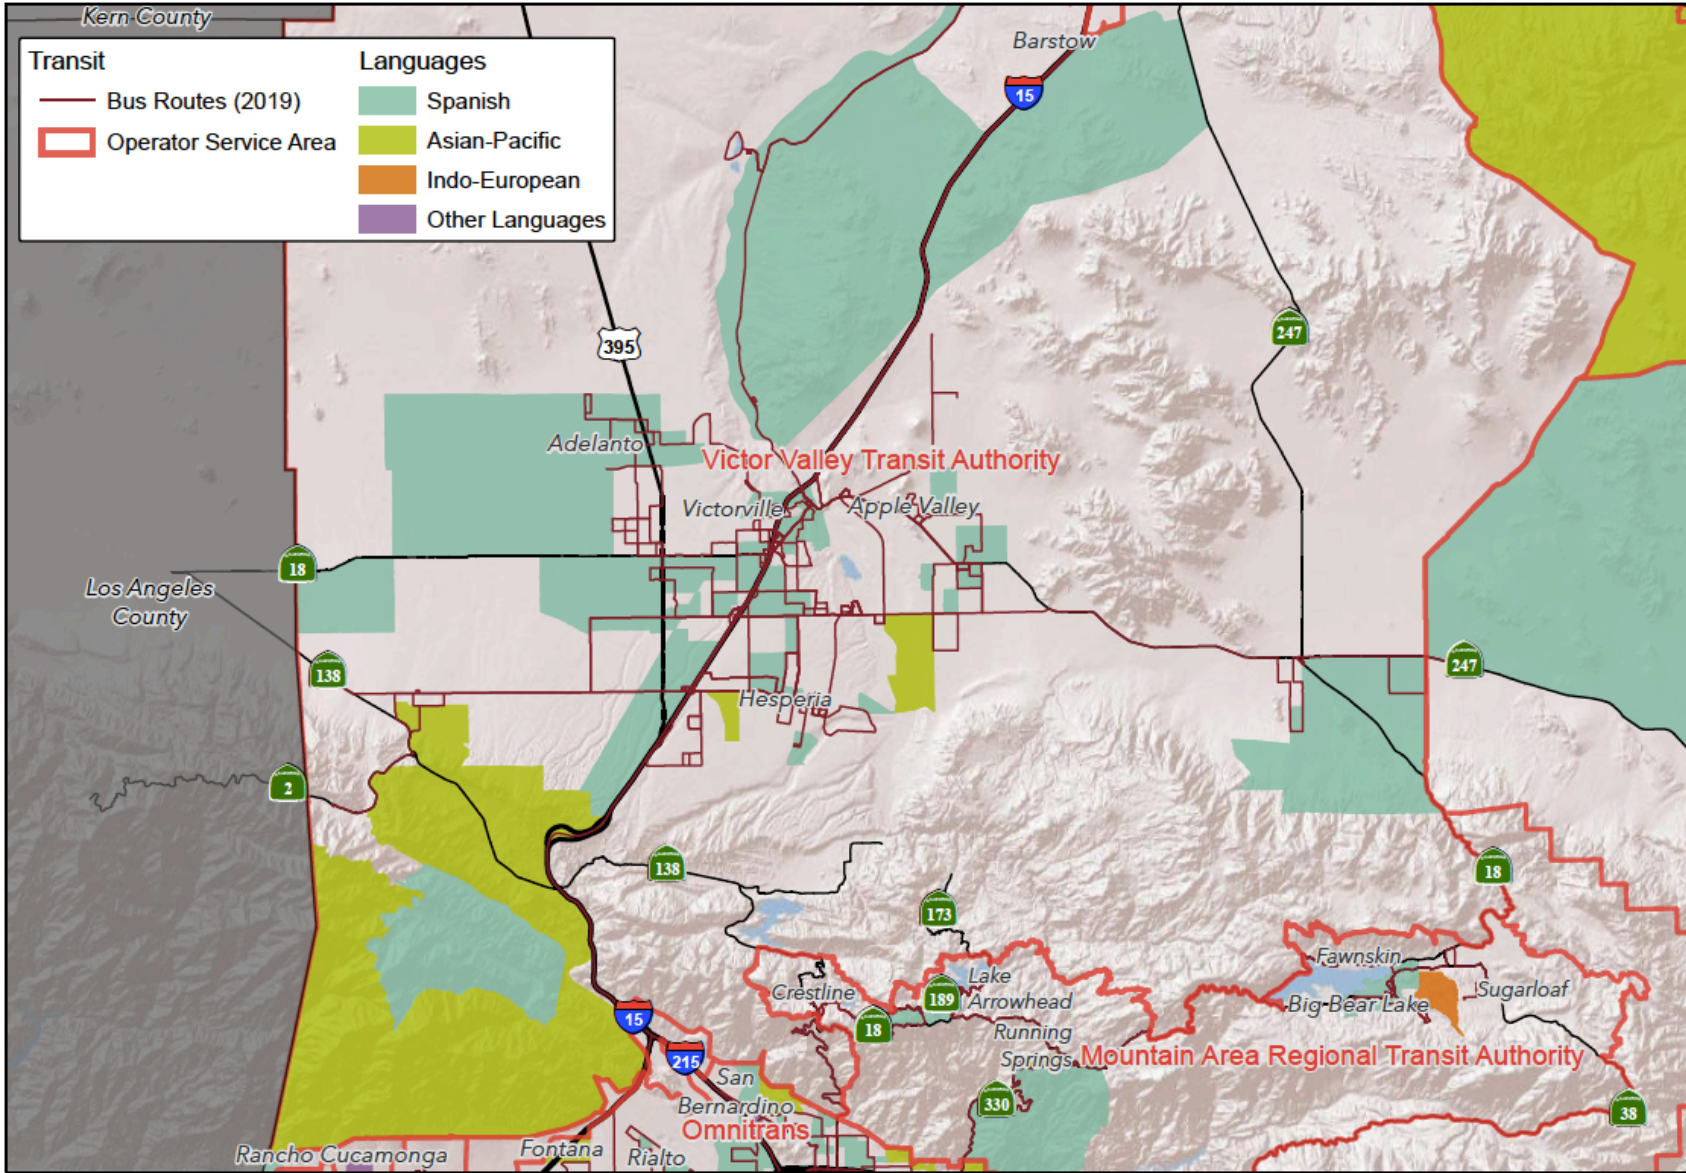 Kern County
Transit
Bus Routes (2019)
Operator Service Area
Languages
Spanish
Asian-Pacific
Indo-European
Other Languages
Barstow
15
395
247
Adelanto
Victor Valley Transit Authority
Victorville
Apple Valley
18
Los Angeles
County
138
247
Hesperia
2
138
18
173
Fawnskin
Lake
Arrowhead
Crestline
189
Big Bear Lake
Sugarloaf
15
18
Running
Springs
Mountain Area Regional Transit Authority
215
San
Bernardino
330
38
Omnitrans
Rancho Cucamonga
Fontana
Rialto